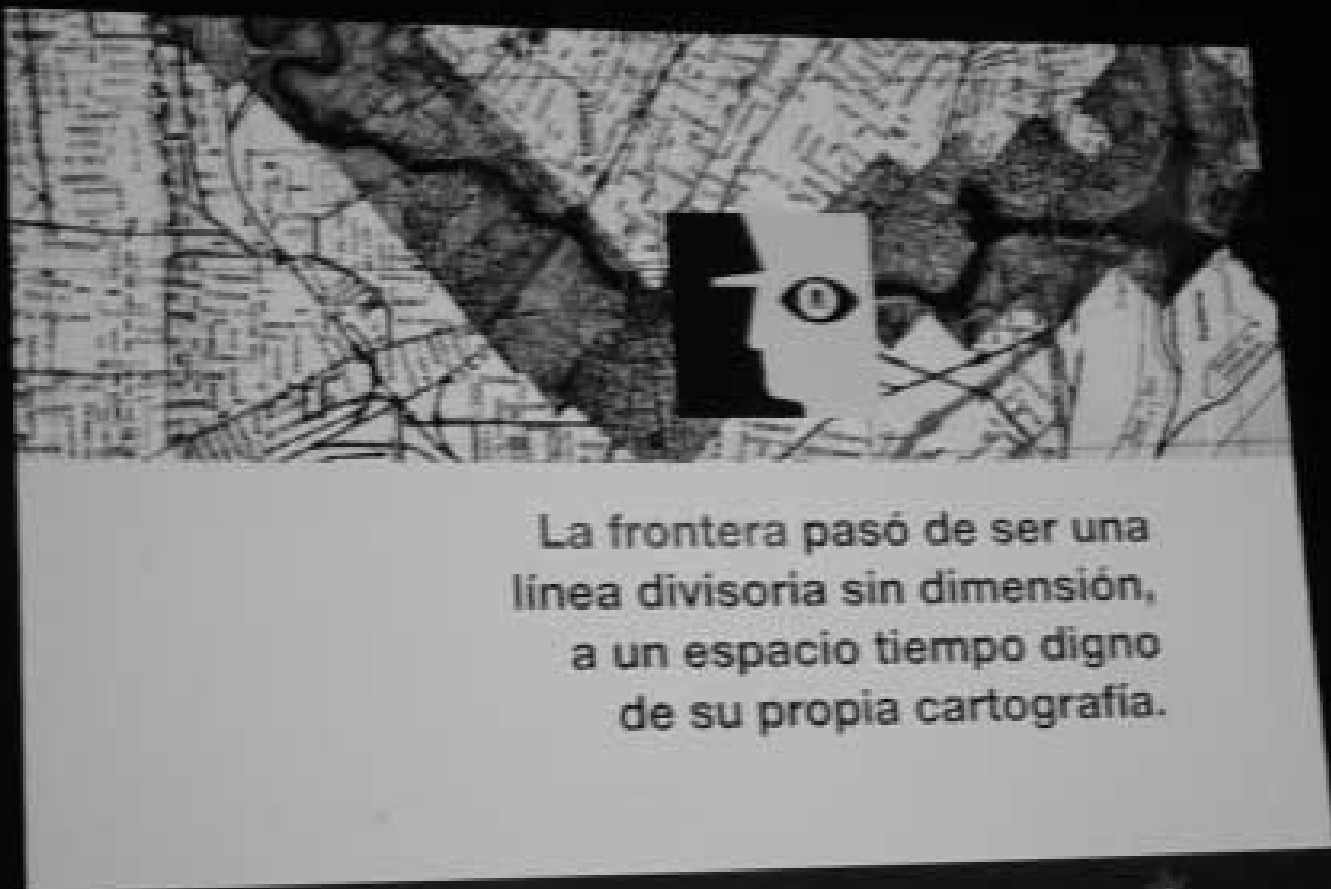 La frontera pasó de ser una
línea divisoria sin dimensión,
a un espacio tiempo digno
de su propia cartografía.